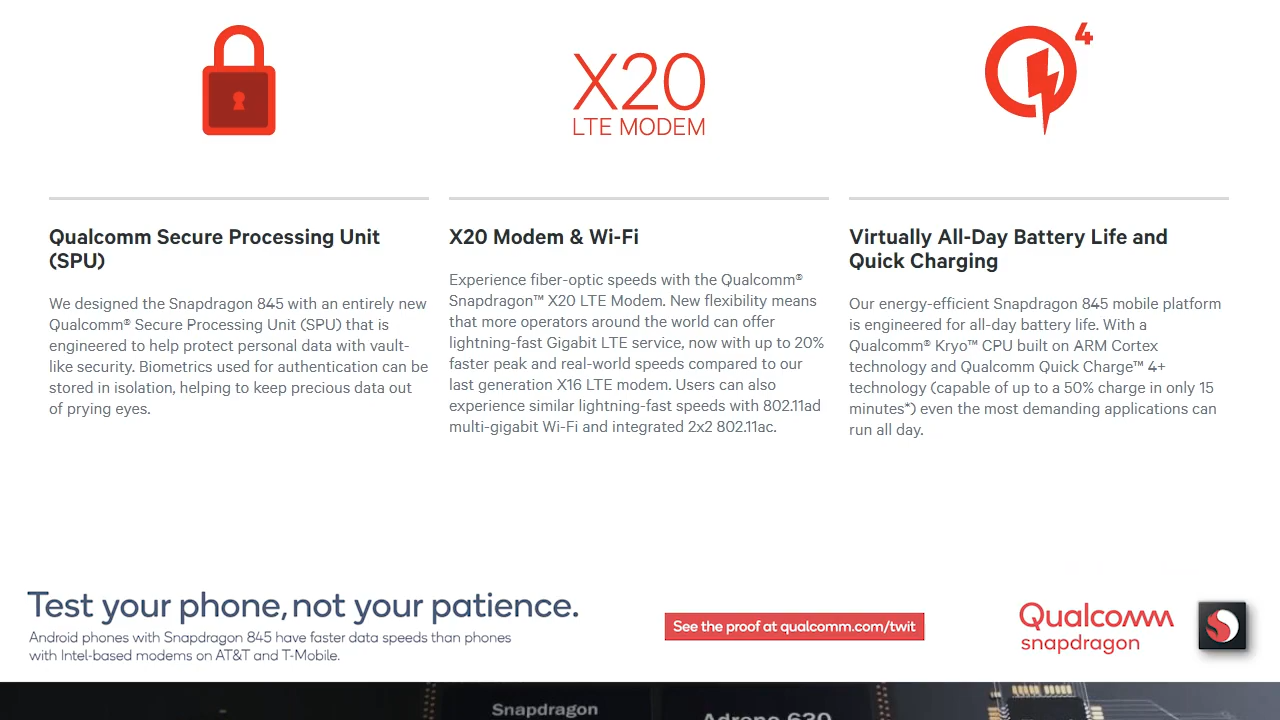 4
X20
LTE MODEM
Qualcomm Secure Processing Unit
(SPU)
We designed the Snapdragon 845 with an entirely new
Qualcomm® Secure Processing Unit (SPU) that is
engineered to help protect personal data with vault-
like security. Biometrics used for authentication can be
stored in isolation, helping to keep precious data out
of prying eyes.
X20 Modem & Wi-Fi
Experience fiber-optic speeds with the Qualcomm®
Snapdragon™ X20 LTE Modem. New flexibility means
that more operators around the world can offer
lightning-fast Gigabit LTE service, now with up to 20%
faster peak and real-world speeds compared to our
last generation X16 LTE modem. Users can also
experience similar lightning-fast speeds with 802.11ad
multi-gigabit Wi-Fi and integrated 2x2 802.11ac.
Virtually All-Day Battery Life and
Quick Charging
Our energy-efficient Snapdragon 845 mobile platform
is engineered for all-day battery life. With a
Qualcomm® Kryo™ CPU built on ARM Cortex
technology and Qualcomm Quick Charge™ 4+
technology (capable of up to a 50% charge in only 15
minutes*) even the most demanding applications can
run all day.
Test your phone, not your patience.
Android phones with Snapdragon 845 have faster data speeds than phones
with Intel-based modems on AT&T and T-Mobile.
See the proof at qualcomm.com/twit
Qualcomm
snapdragon
Snapdragon
Adreno 630